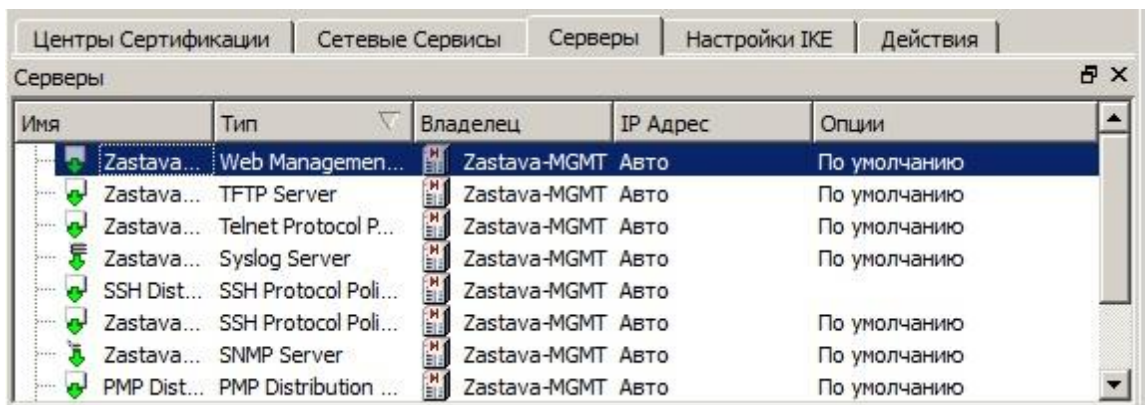 Центры Сертификации Сетевые Сервисы Серверы Настройки IKE Действия
Серверы
Имя Тип Владелец IP Адрес Опции
Zastava... Web Managemen... Zastava-MGMT Авто По умолчанию
Zastava... TFTP Server Zastava-MGMT Авто По умолчанию
Zastava... Telnet Protocol P... Zastava-MGMT Авто По умолчанию
Zastava... Syslog Server Zastava-MGMT Авто По умолчанию
SSH Dist... SSH Protocol Poli... Zastava-MGMT Авто
Zastava... SSH Protocol Poli... Zastava-MGMT Авто По умолчанию
Zastava... SNMP Server Zastava-MGMT Авто По умолчанию
PMP Dist... PMP Distribution ... Zastava-MGMT Авто По умолчанию